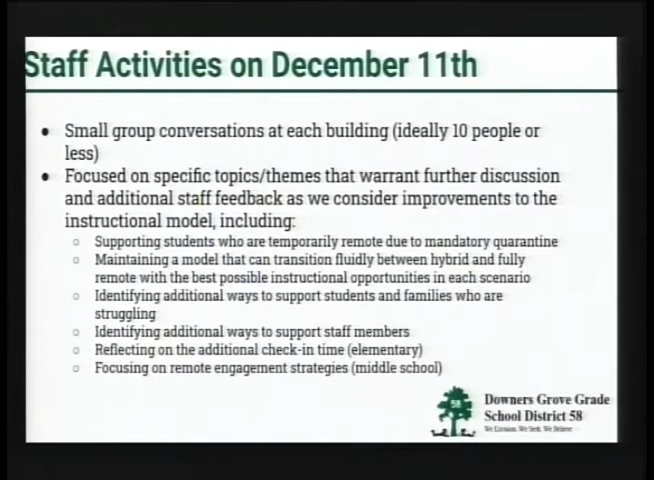 Staff Activities on December 11th
● Small group conversations at each building (ideally 10 people or
less)
● Focused on specific topics/themes that warrant further discussion
and additional staff feedback as we consider improvements to the
instructional model, including:
○ Supporting students who are temporarily remote due to mandatory quarantine
○ Maintaining a model that can transition fluidly between hybrid and fully
remote with the best possible instructional opportunities in each scenario
○ Identifying additional ways to support students and families who are
struggling
○ Identifying additional ways to support staff members
○ Reflecting on the additional check-in time (elementary)
○ Focusing on remote engagement strategies (middle school)
58
Downers Grove Grade
School District 58
We We We Believe